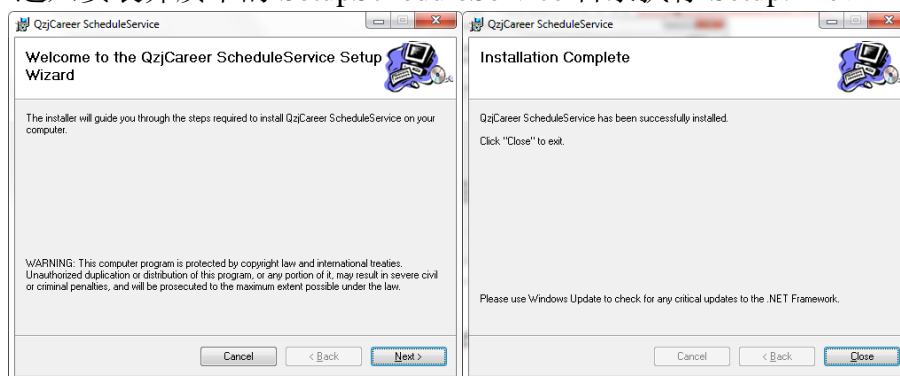 QzjCareer ScheduleService
Welcome to the QzjCareer ScheduleService Setup
Wizard
The installer will guide you through the steps required to install QzjCareer ScheduleService on your
computer.
WARNING: This computer program is protected by copyright law and international treaties.
Unauthorized duplication or distribution of this program, or any portion of it, may result in severe civil
or criminal penalties, and will be prosecuted to the maximum extent possible under the law.
Cancel
< Back
Next >
QzjCareer ScheduleService
Installation Complete
QzjCareer ScheduleService has been successfully installed.
Click "Close" to exit.
Please use Windows Update to check for any critical updates to the .NET Framework.
Cancel
< Back
Close